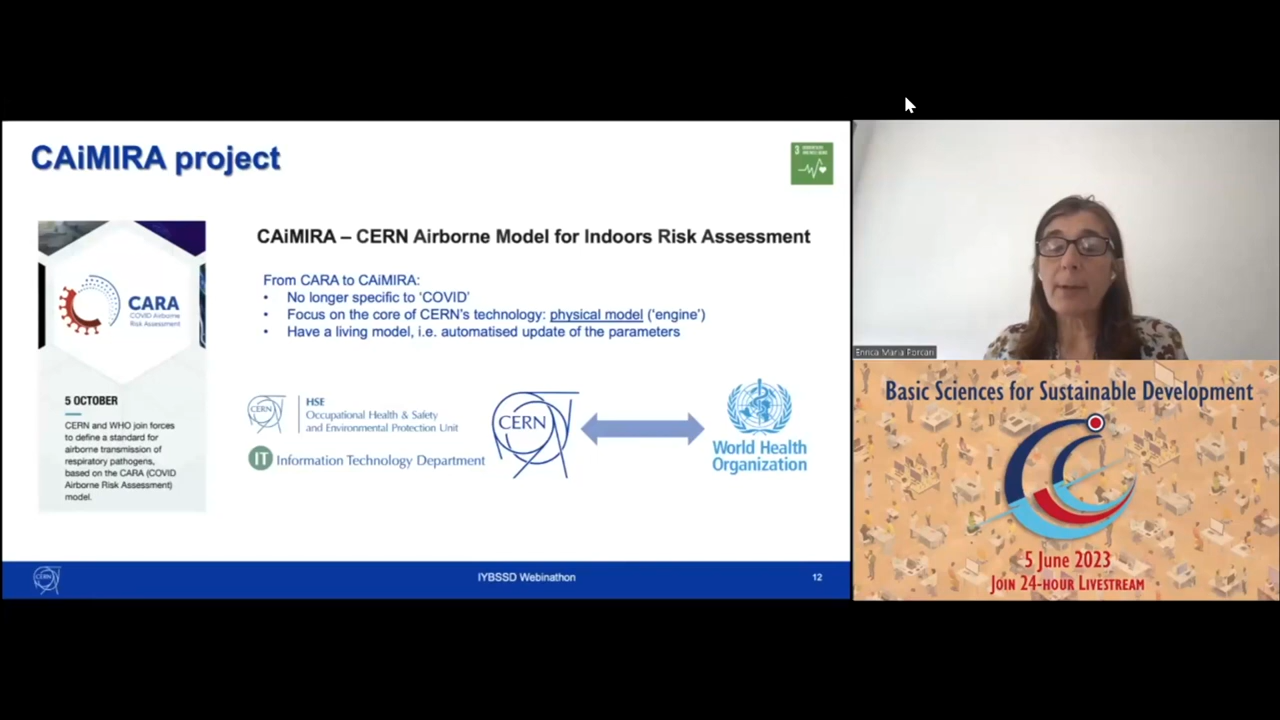 CAiMIRA project
3
CAiMIRA – CERN Airborne Model for Indoors Risk Assessment
From CARA to CAiMIRA:
• No longer specific to 'COVID'
• Focus on the core of CERN's technology: physical model ('engine')
• Have a living model, i.e. automatised update of the parameters
CARA
COVID Airborne
Risk Assessment
5 OCTOBER
CERN and WHO join forces
to define a standard for
airborne transmission of
respiratory pathogens,
based on the CARA (COVID
Airborne Risk Assessment)
model.
CERN
HSE
Occupational Health & Safety
and Environmental Protection Unit
IT Information Technology Department
CERN
World Health
Organization
CERN
IYBSSD Webinathon
12
Enrica Maria Porcari
Basic Sciences for Sustainable Development
5 June 2023
Join 24-hour Livestream